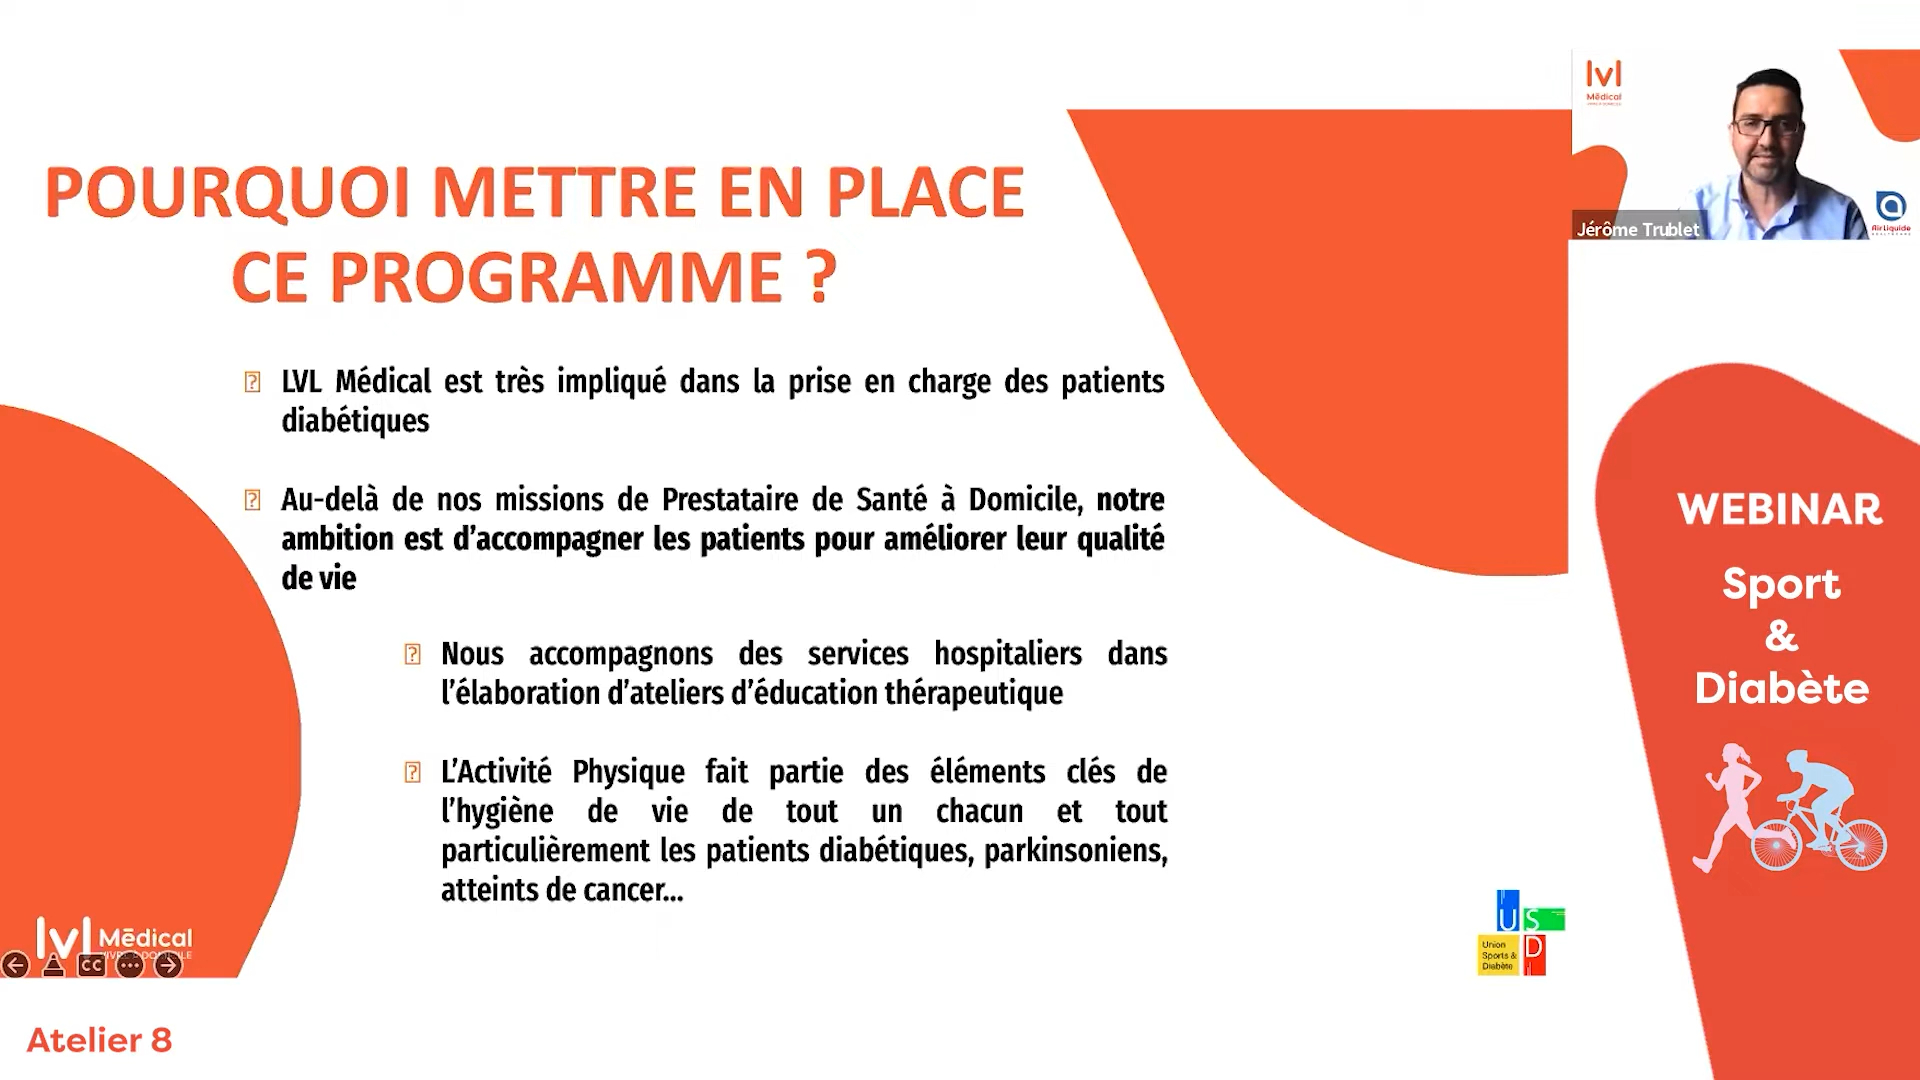 POURQUOI METTRE EN PLACE
CE PROGRAMME ?
LVL Médical est très impliqué dans la prise en charge des patients
diabétiques
Au-delà de nos missions de Prestataire de Santé à Domicile, notre
ambition est d’accompagner les patients pour améliorer leur qualité
de vie
Nous accompagnons des services hospitaliers dans
l’élaboration d’ateliers d’éducation thérapeutique
L’Activité Physique fait partie des éléments clés de
l’hygiène de vie de tout un chacun et tout
particulièrement les patients diabétiques, parkinsoniens,
atteints de cancer...
lvl Médical
CC
Atelier 8
U S
D
Union
Sports &
Diabète
lvl
Médical
Jérôme Trublet
Air Liquide
WEBINAR
Sport
&
Diabète